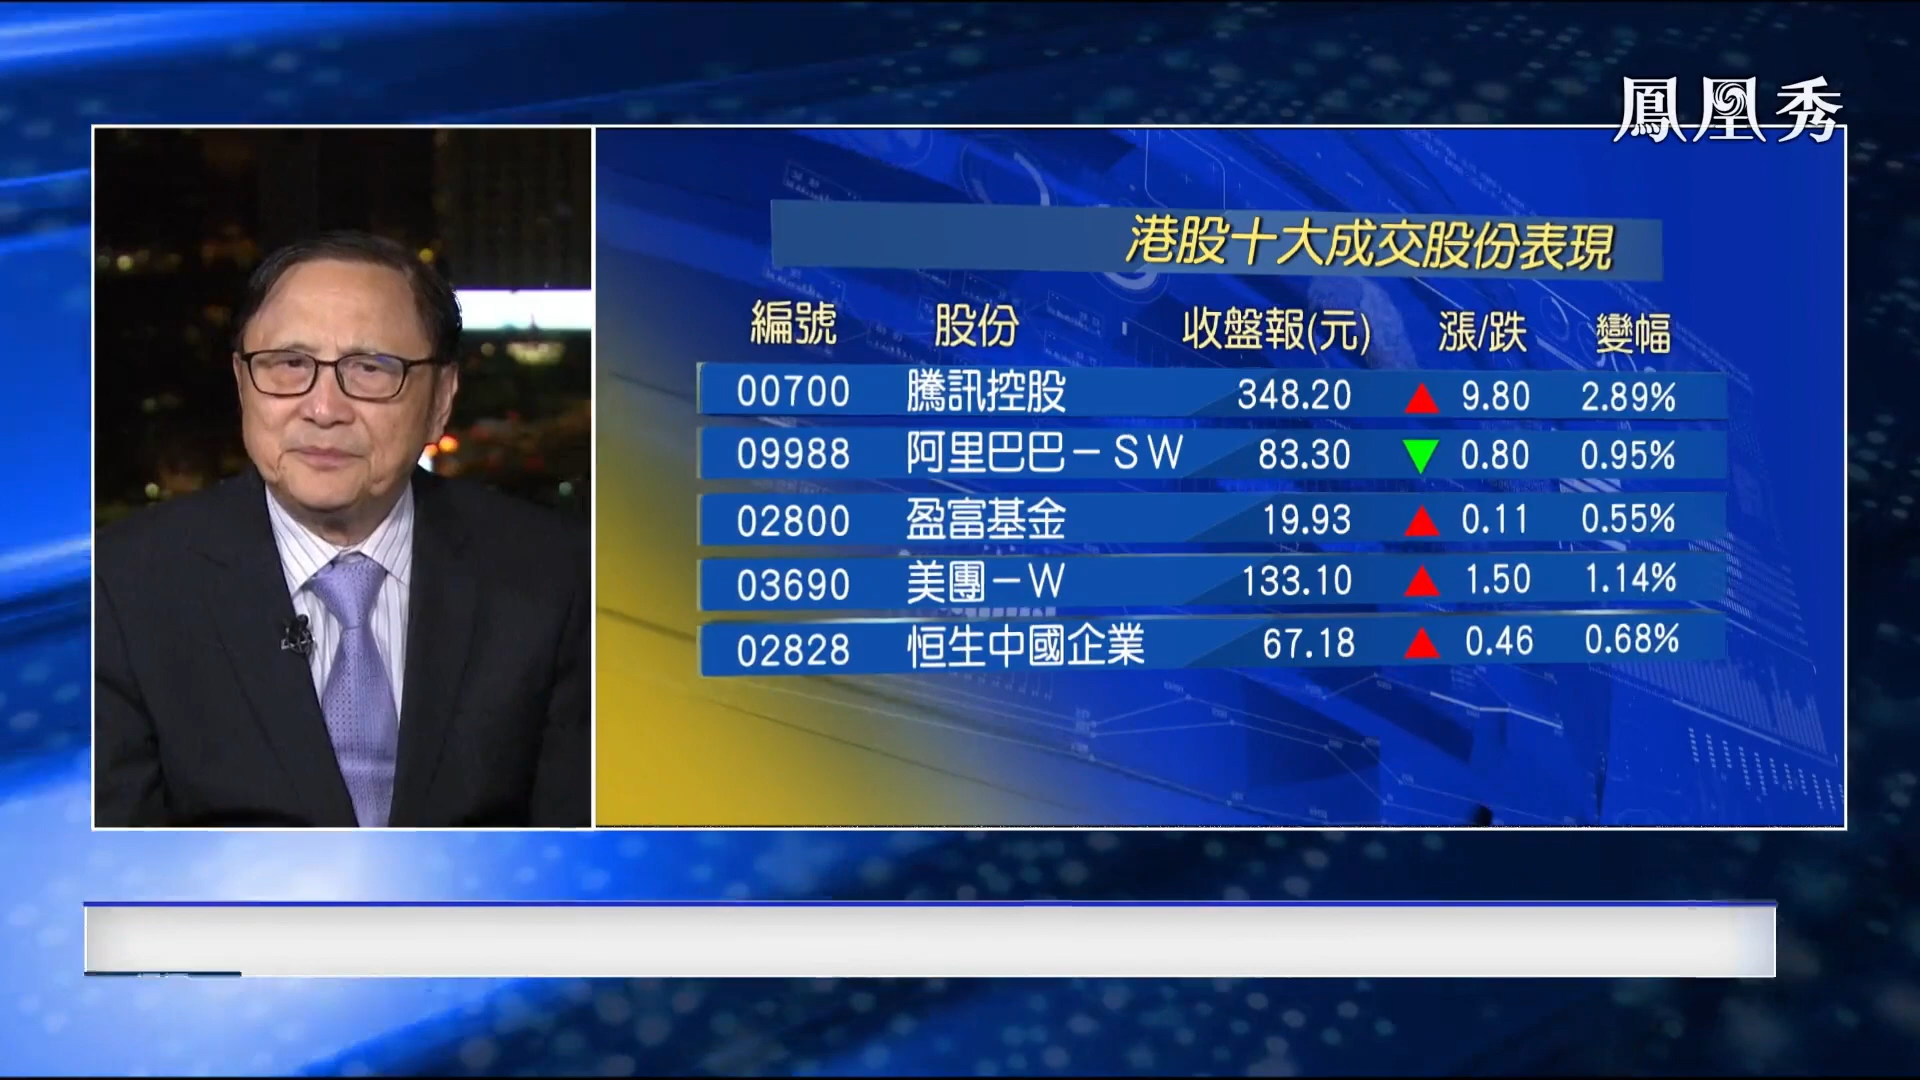 鳳凰秀
港股十大成交股份表現
編號 股份 收盤報(元) 漲/跌 變幅
00700 騰訊控股 348.20 ▲ 9.80 2.89%
09988 阿里巴巴－ＳＷ 83.30 ▼ 0.80 0.95%
02800 盈富基金 19.93 ▲ 0.11 0.55%
03690 美團－W 133.10 ▲ 1.50 1.14%
02828 恒生中國企業 67.18 ▲ 0.46 0.68%